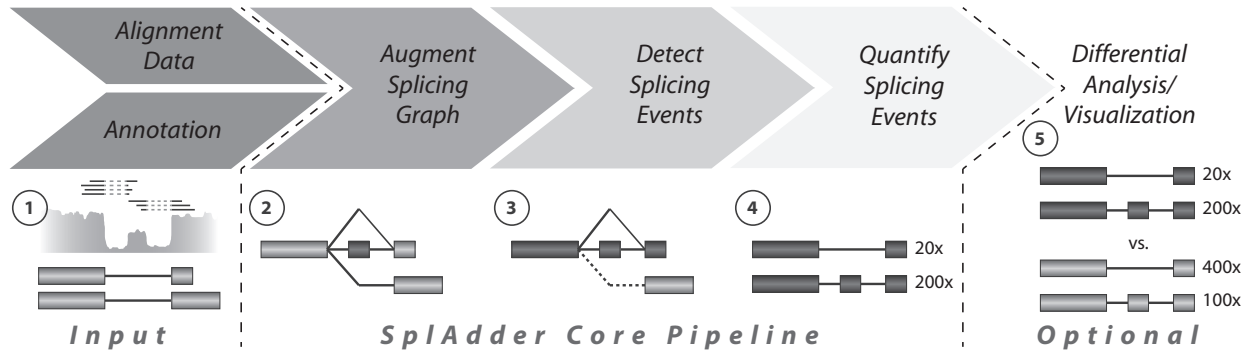 Alignment
Data
Annotation
Augment
Splicing
Graph
Detect
Splicing
Events
Quantify
Splicing
Events
Differential
Analysis/
Visualization
1
2
3
4
20x
200x
5
20x
200x
vs.
400x
100x
Input
SplAdder Core Pipeline
Optional